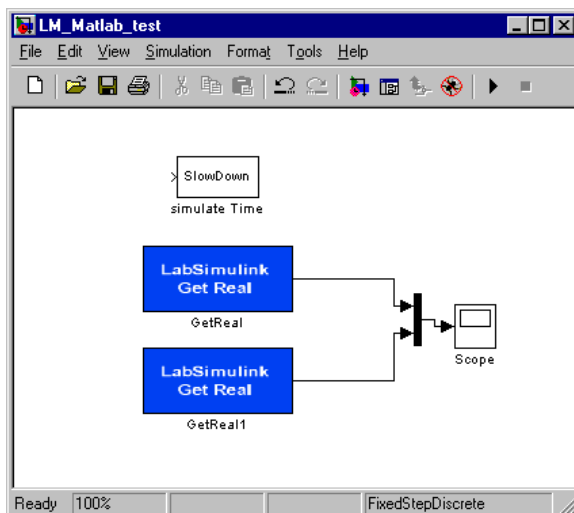 LM_Matlab_test
File Edit View Simulation Format Tools Help
SlowDown
simulate Time
LabSimulink
Get Real
GetReal
LabSimulink
Get Real
GetReal1
Scope
Ready 100% FixedStepDiscrete